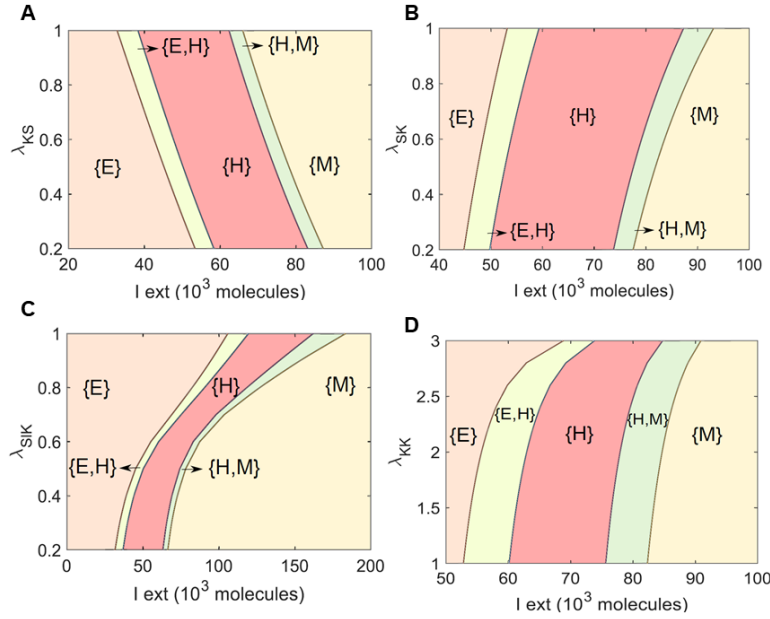 A
1
0.8
0.6
0.4
0.2
λKS
{E,H}
{H,M}
{E}
{H}
{M}
20 40 60 80 100
I ext (10³ molecules)
B
1
0.8
0.6
0.4
0.2
λSK
{E}
{H}
{M}
{E,H}
{H,M}
40 50 60 70 80 90 100
I ext (10³ molecules)
C
1
0.8
0.6
0.4
0.2
λSlK
{E}
{H}
{M}
{E,H}
{H,M}
0 50 100 150 200
I ext (10³ molecules)
D
3
2.5
2
1.5
1
λKK
{E}
{E,H}
{H}
{H,M}
{M}
50 60 70 80 90 100
I ext (10³ molecules)